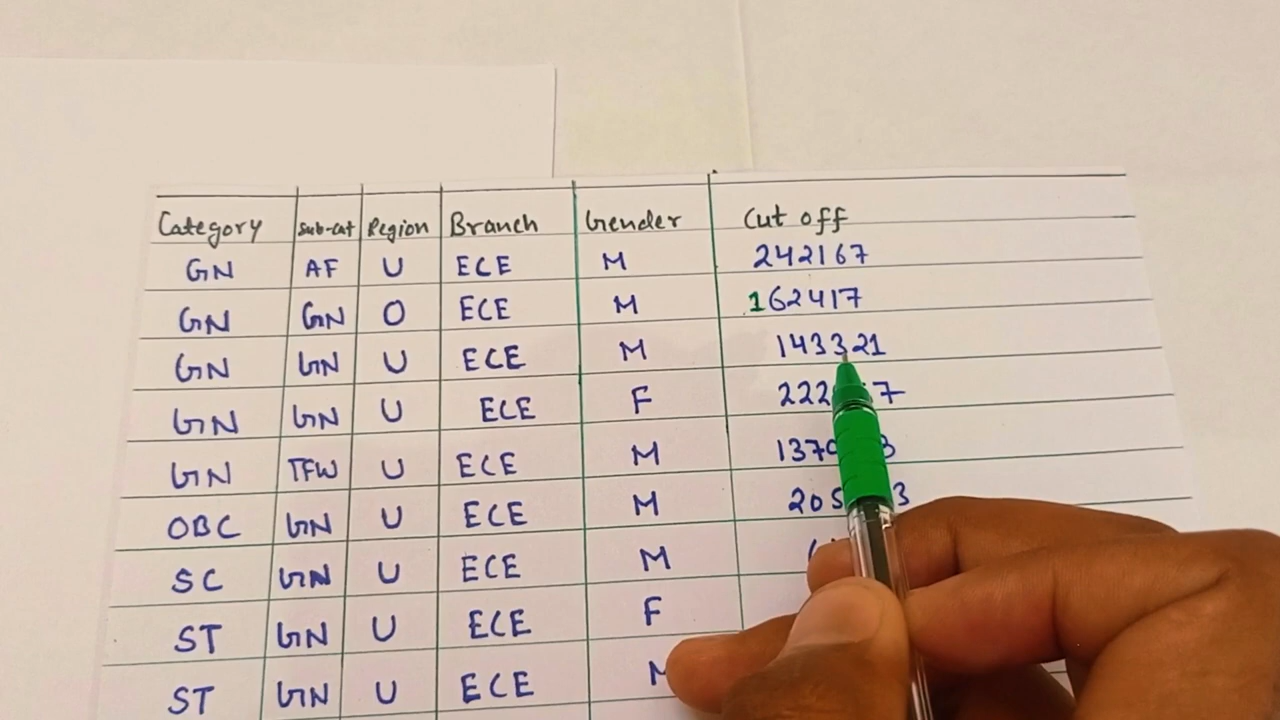 Category Sub-cat Region Branch Gender Cut off
GN AF U ECE M 242167
GN GN O ECE M 162417
GN GN U ECE M 143321
GN GN U ECE F
GN TFW U ECE M
OBC GN U ECE M
SC GN U ECE M
ST GN U ECE F
ST GN U ECE M